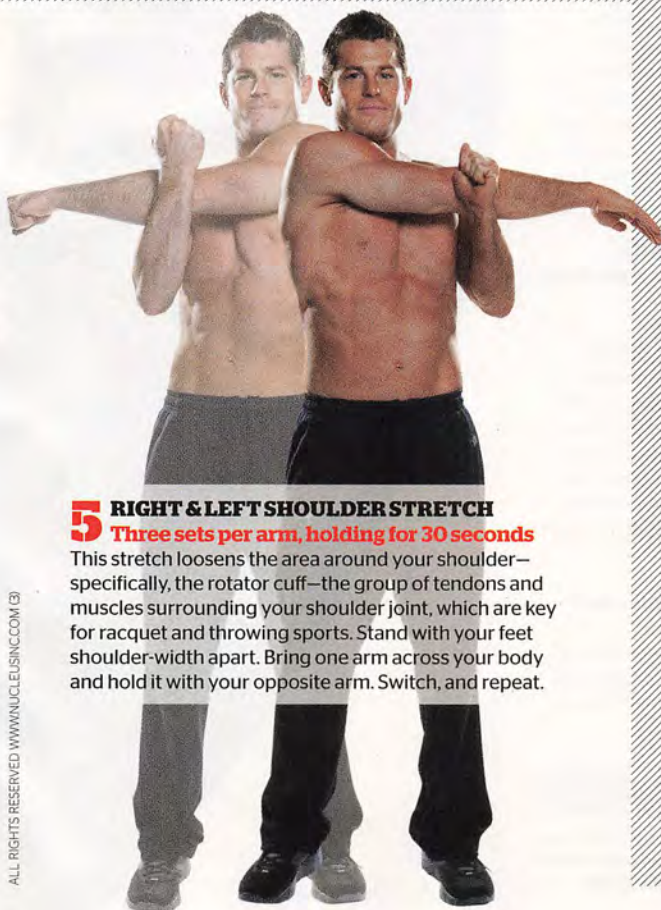 5 RIGHT & LEFT SHOULDER STRETCH
Three sets per arm, holding for 30 seconds
This stretch loosens the area around your shoulder—
specifically, the rotator cuff—the group of tendons and
muscles surrounding your shoulder joint, which are key
for racquet and throwing sports. Stand with your feet
shoulder-width apart. Bring one arm across your body
and hold it with your opposite arm. Switch, and repeat.
ALL RIGHTS RESERVED WWW.NUCLEUSINC.COM (3)